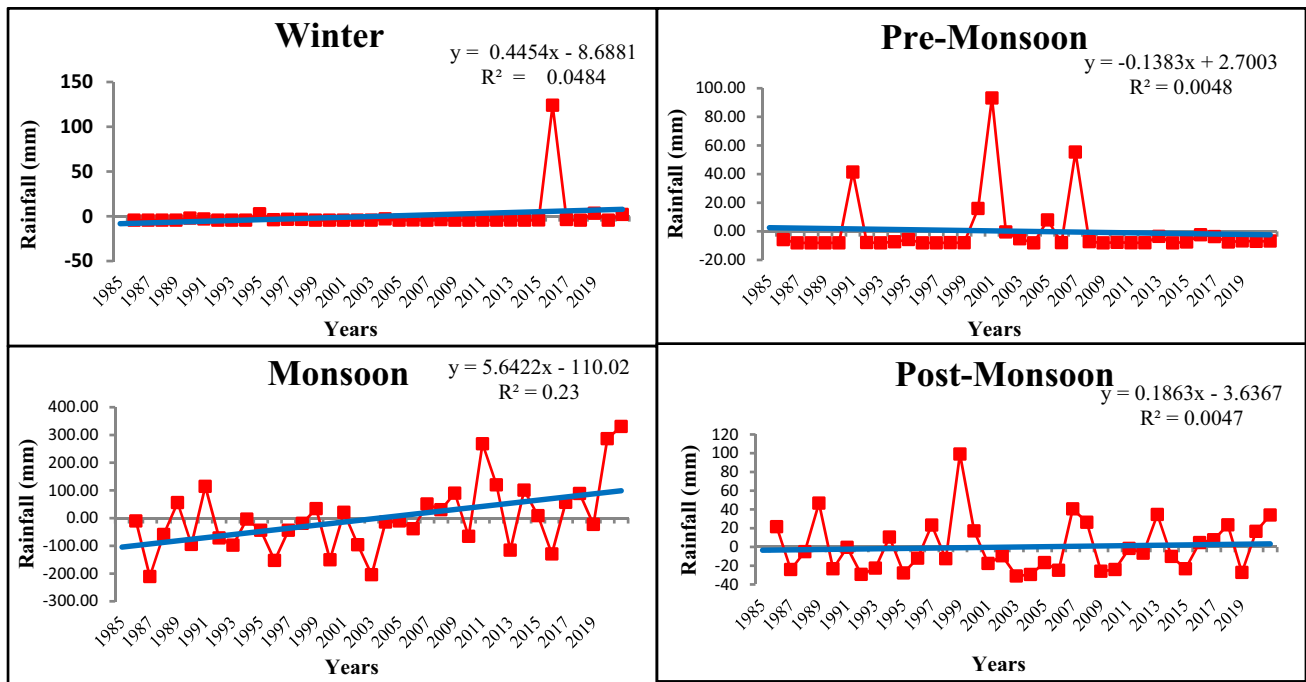 Winter
y = 0.4454x - 8.6881
R² = 0.0484
150
100
50
0
-50
Rainfall (mm)
1985 1987 1989 1991 1993 1995 1997 1999 2001 2003 2005 2007 2009 2011 2013 2015 2017 2019
Years
Pre-Monsoon
y = -0.1383x + 2.7003
R² = 0.0048
100.00
80.00
60.00
40.00
20.00
0.00
-20.00
Rainfall (mm)
1985 1987 1989 1991 1993 1995 1997 1999 2001 2003 2005 2007 2009 2011 2013 2015 2017 2019
Years
Monsoon
y = 5.6422x - 110.02
R² = 0.23
400.00
300.00
200.00
100.00
0.00
-100.00
-200.00
-300.00
Rainfall (mm)
1985 1987 1989 1991 1993 1995 1997 1999 2001 2003 2005 2007 2009 2011 2013 2015 2017 2019
Years
Post-Monsoon
y = 0.1863x - 3.6367
R² = 0.0047
120
100
80
60
40
20
0
-20
-40
Rainfall (mm)
1985 1987 1989 1991 1993 1995 1997 1999 2001 2003 2005 2007 2009 2011 2013 2015 2017 2019
Years